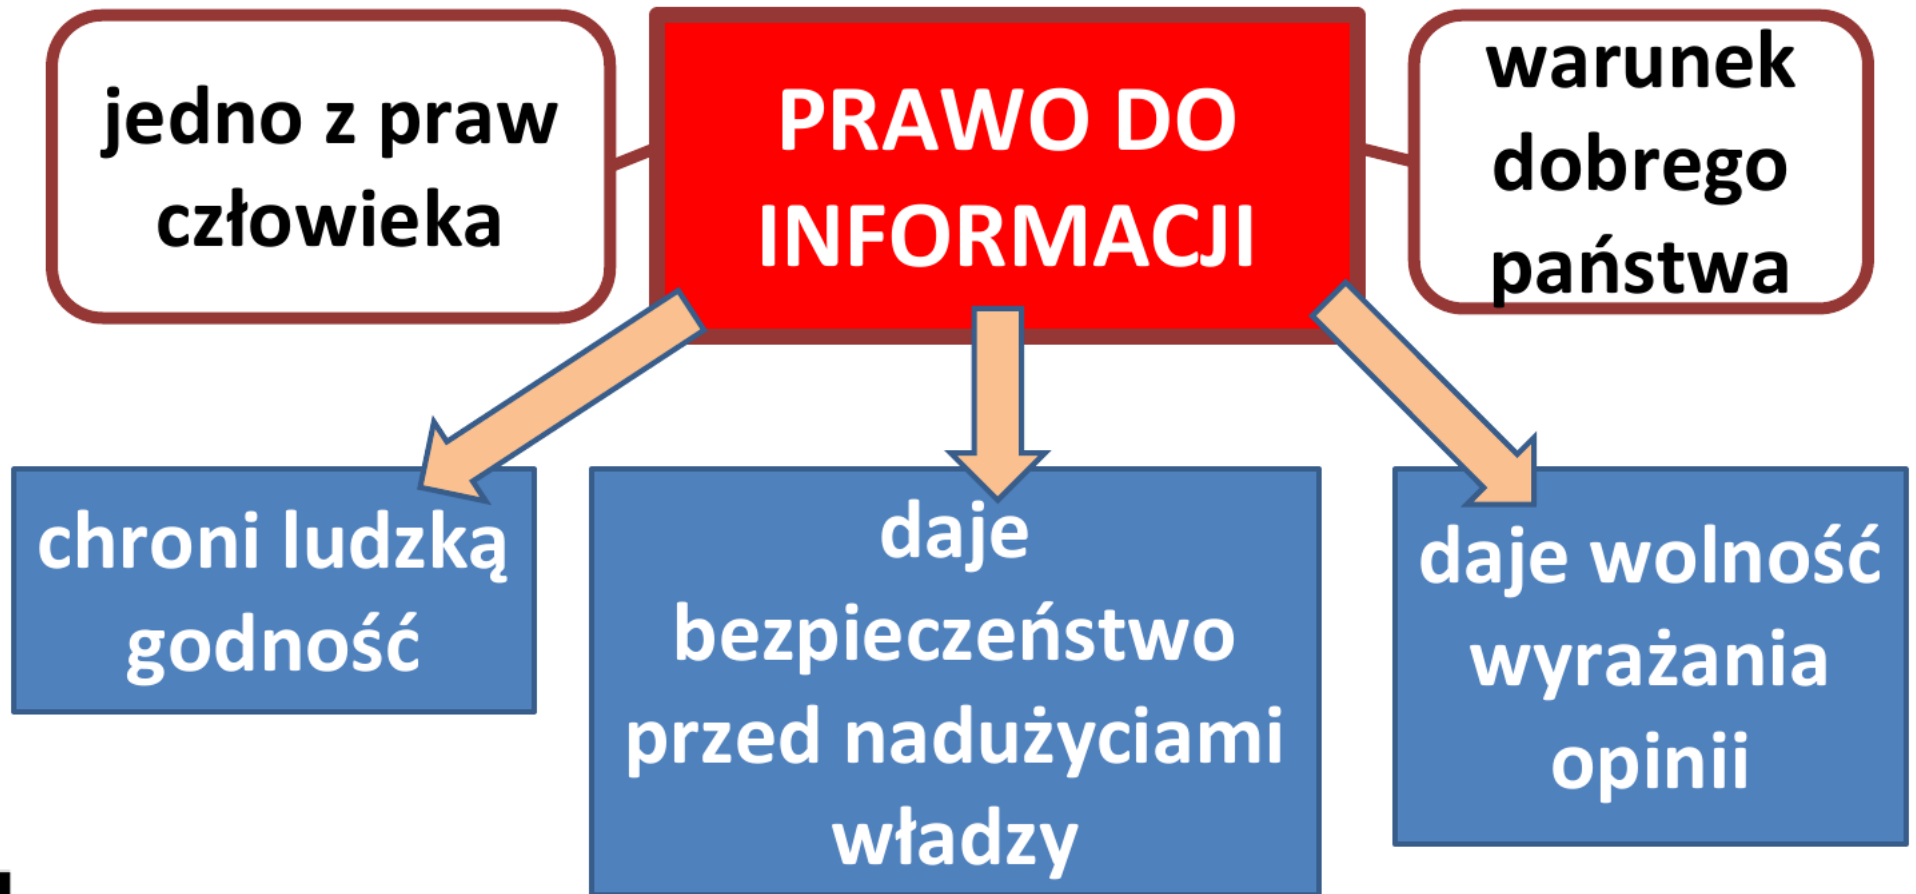 jedno z praw
człowieka
PRAWO DO
INFORMACJI
warunek
dobrego
państwa
chroni ludzką
godność
daje
bezpieczeństwo
przed nadużyciami
władzy
daje wolność
wyrażania
opinii